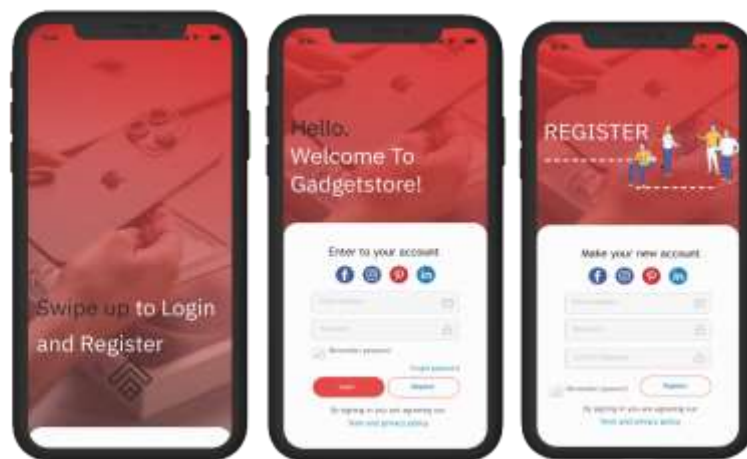 Swipe up to Login
and Register
Hello.
Welcome To
Gadgetstore!
Enter to your account
Remember password
Forgot password
Login
Register
By signing in you are agreeing our
Term and privacy policy
REGISTER
Make your new account
Remember password
Register
By signing in you are agreeing our
Term and privacy policy